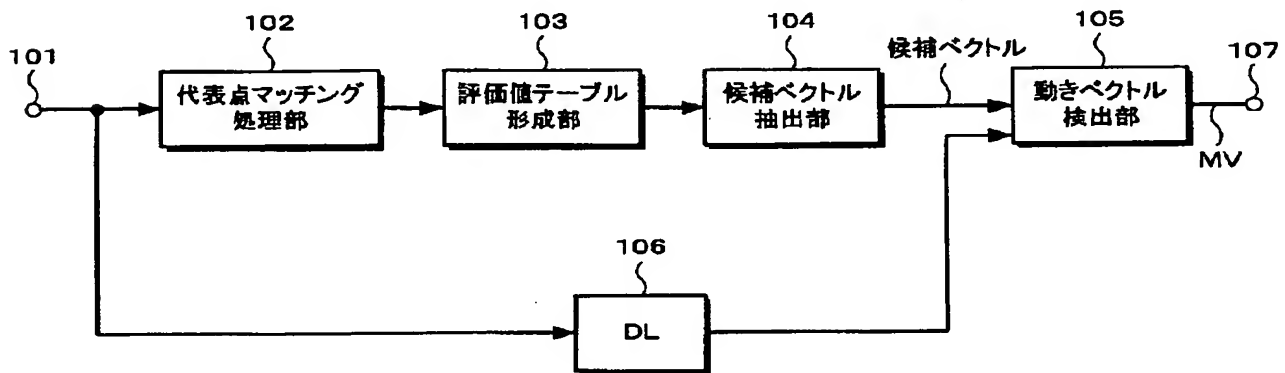 101
102
代表点マッチング
処理部
103
評価値テーブル
形成部
104
候補ベクトル
抽出部
候補ベクトル
105
動きベクトル
検出部
107
MV
106
DL